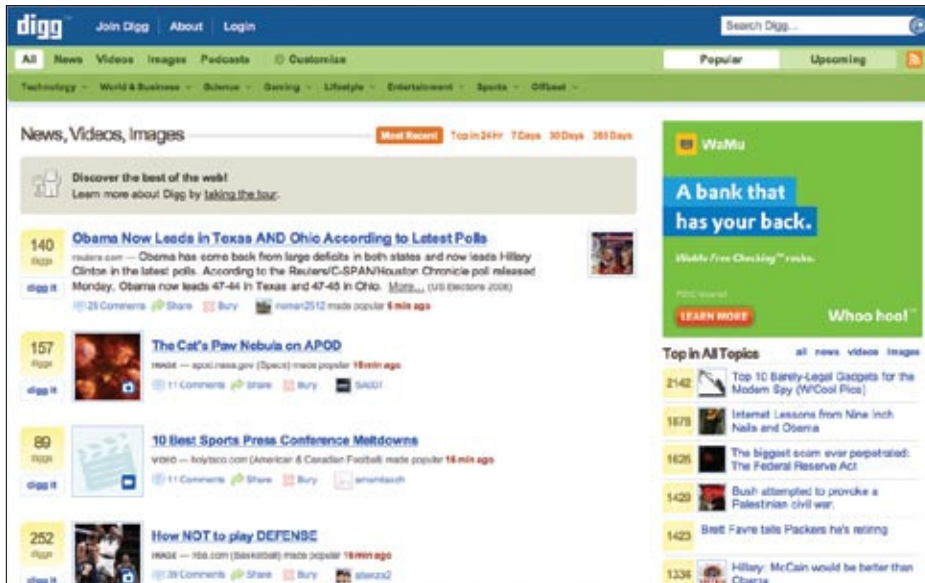 digg
Join Digg About Login
Search Digg...
All News Videos Images Podcasts Customize
Popular Upcoming
Technology World & Business Science Gaming Lifestyle Entertainment Sports Offbeat
News, Videos, Images
Most Recent Top in 24 Hr 7 Days 30 Days 365 Days
Discover the best of the web!
Learn more about Digg by taking the tour.
140
diggs
digg it
Obama Now Leads in Texas AND Ohio According to Latest Polls
reuters.com — Obama has come back from large deficits in both states and now leads Hillary
Clinton in the latest polls. According to the Reuters/C-SPAN/Houston Chronicle poll released
Monday, Obama now leads 47-44 in Texas and 47-45 in Ohio. More... (US Elections 2008)
25 Comments Share Bury made popular 6 min ago
157
diggs
digg it
The Cat's Paw Nebula on APOD
IMAGE — apod.nasa.gov (Space) made popular 16 min ago
11 Comments Share Bury
89
diggs
digg it
10 Best Sports Press Conference Meltdowns
VIDEO — holytaco.com (American & Canadian Football) made popular 16 min ago
11 Comments Share Bury
252
diggs
digg it
How NOT to play DEFENSE
IMAGE — nba.com (Basketball) made popular 16 min ago
Comments Share Bury
WaMu
A bank that
has your back.
WaMu Free Checking™ rocks.
LEARN MORE
Whoo hoo!™
Top in All Topics all news videos images
2142
Top 10 Barely-Legal Gadgets for the
Modern Spy (W/Cool Pics)
1878
Internet Lessons from Nine Inch
Nails and Obama
1626
The biggest scam ever perpetrated:
The Federal Reserve Act
1429
Bush attempted to provoke a
Palestinian civil war.
1423
Brett Favre tells Packers he's retiring
1336
Hillary: McCain would be better than
Obama